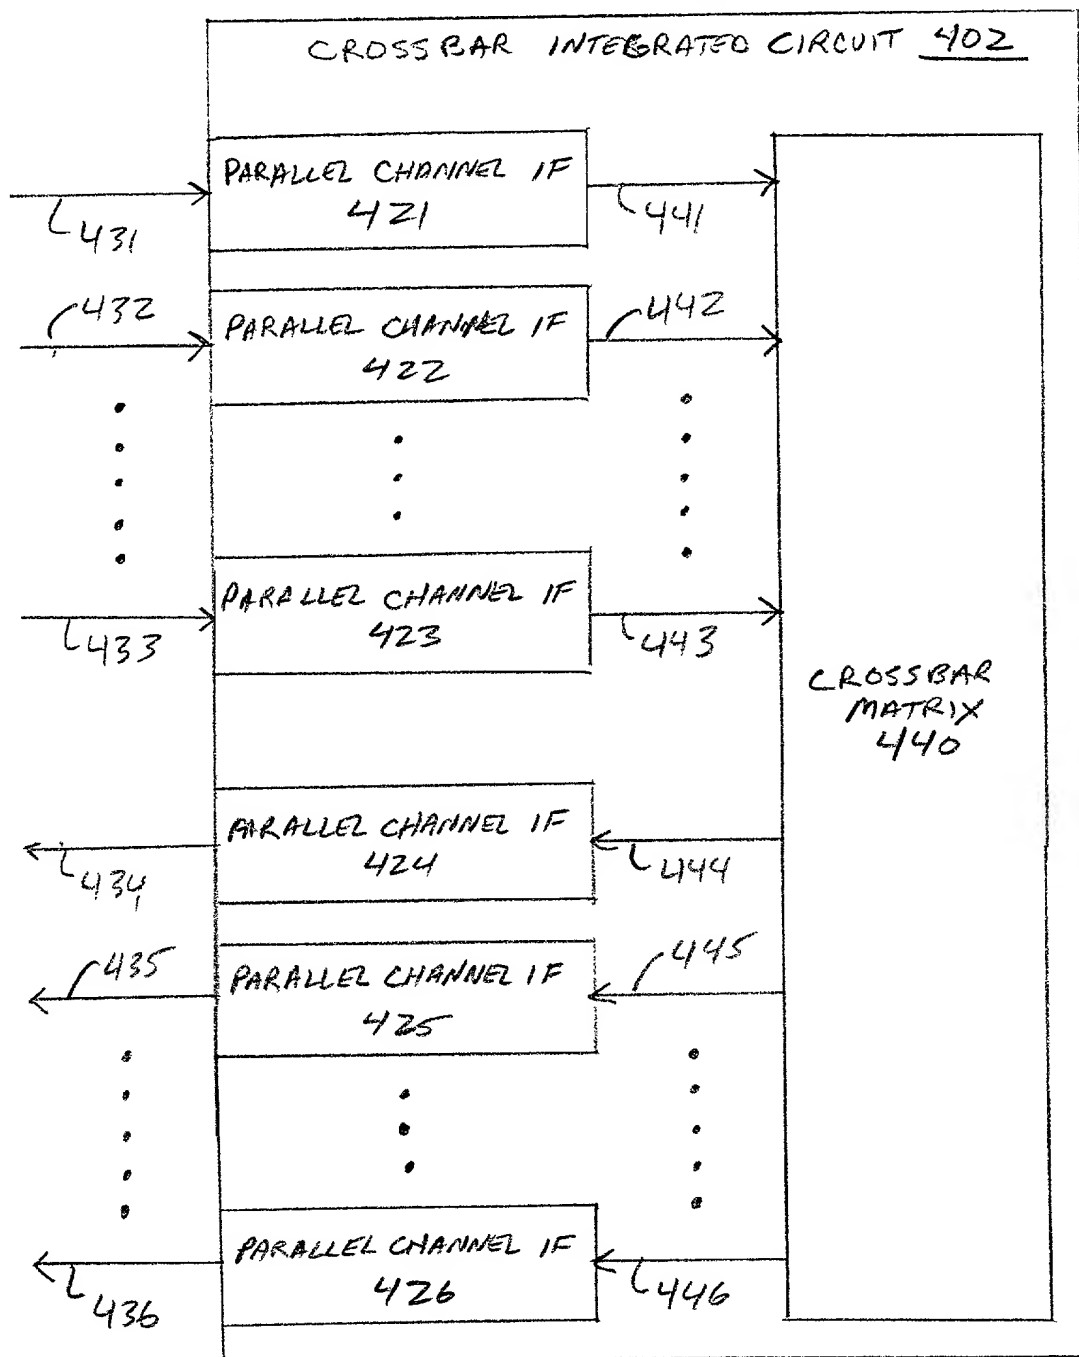 CROSSBAR INTEGRATED CIRCUIT 402
PARALLEL CHANNEL IF
421
431
441
432
PARALLEL CHANNEL IF
422
442
PARALLEL CHANNEL IF
423
433
443
CROSSBAR
MATRIX
440
PARALLEL CHANNEL IF
424
434
444
435
PARALLEL CHANNEL IF
425
445
PARALLEL CHANNEL IF
426
436
446